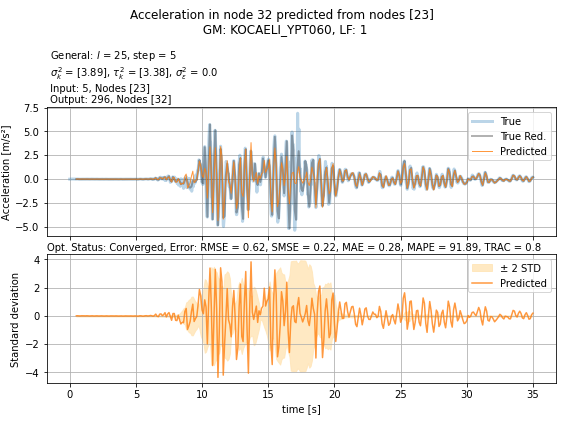 Acceleration in node 32 predicted from nodes [23]
GM: KOCAELI_YPT060, LF: 1
General: l = 25, step = 5
σ²ₖ = [3.89], τ²ₖ = [3.38], σ²ε = 0.0
Input: 5, Nodes [23]
Output: 296, Nodes [32]
Acceleration [m/s²]
7.5
5.0
2.5
0.0
−2.5
−5.0
True
True Red.
Predicted
Opt. Status: Converged, Error: RMSE = 0.62, SMSE = 0.22, MAE = 0.28, MAPE = 91.89, TRAC = 0.8
Standard deviation
4
2
0
−2
−4
± 2 STD
Predicted
0 5 10 15 20 25 30 35
time [s]